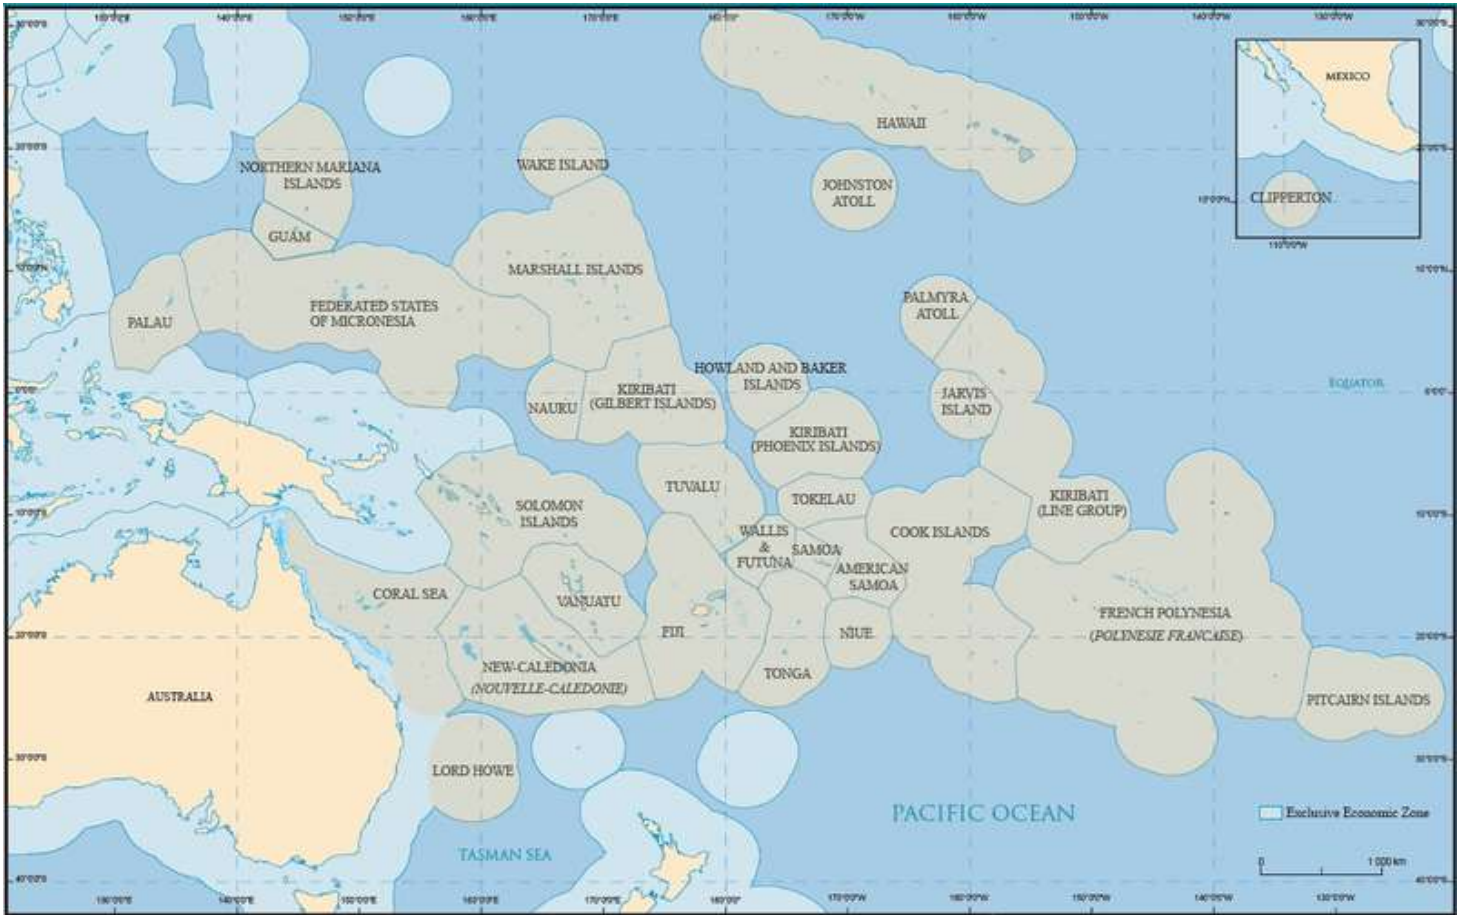 MEXICO
CLIPPERTON
110°0'0"W
HAWAII
NORTHERN MARIANA
ISLANDS
WAKE ISLAND
JOHNSTON
ATOLL
GUAM
MARSHALL ISLANDS
PALMYRA
ATOLL
FEDERATED STATES
OF MICRONESIA
PALAU
HOWLAND AND BAKER
ISLANDS
EQUATOR
KIRIBATI
(GILBERT ISLANDS)
NAURU
JARVIS
ISLAND
KIRIBATI
(PHOENIX ISLANDS)
TUVALU
TOKELAU
KIRIBATI
(LINE GROUP)
SOLOMON
ISLANDS
COOK ISLANDS
WALLIS
&
FUTUNA
SAMOA
AMERICAN
SAMOA
CORAL SEA
VANUATU
FRENCH POLYNESIA
(POLYNESIE FRANCAISE)
FIJI
NIUE
NEW-CALEDONIA
(NOUVELLE-CALEDONIE)
TONGA
AUSTRALIA
PITCAIRN ISLANDS
LORD HOWE
PACIFIC OCEAN
Exclusive Economic Zone
TASMAN SEA
0 1 000 km